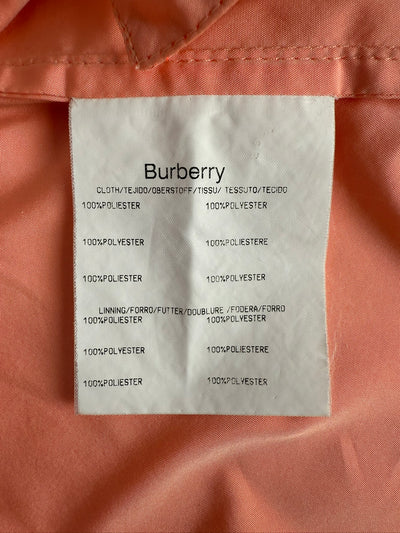 Burberry
CLOTH/TEJIDO/OBERSTOFF/TISSU/ TESSUTO/TECIDO
100%POLIESTER 100%POLYESTER
100%POLYESTER 100%POLIESTERE
100%POLIESTER 100%POLYESTER
LINNING/FORRO/FUTTER/DOUBLURE /FODERA/FORRO
100%POLIESTER 100%POLYESTER
100%POLYESTER 100%POLIESTERE
100%POLIESTER 100%POLYESTER